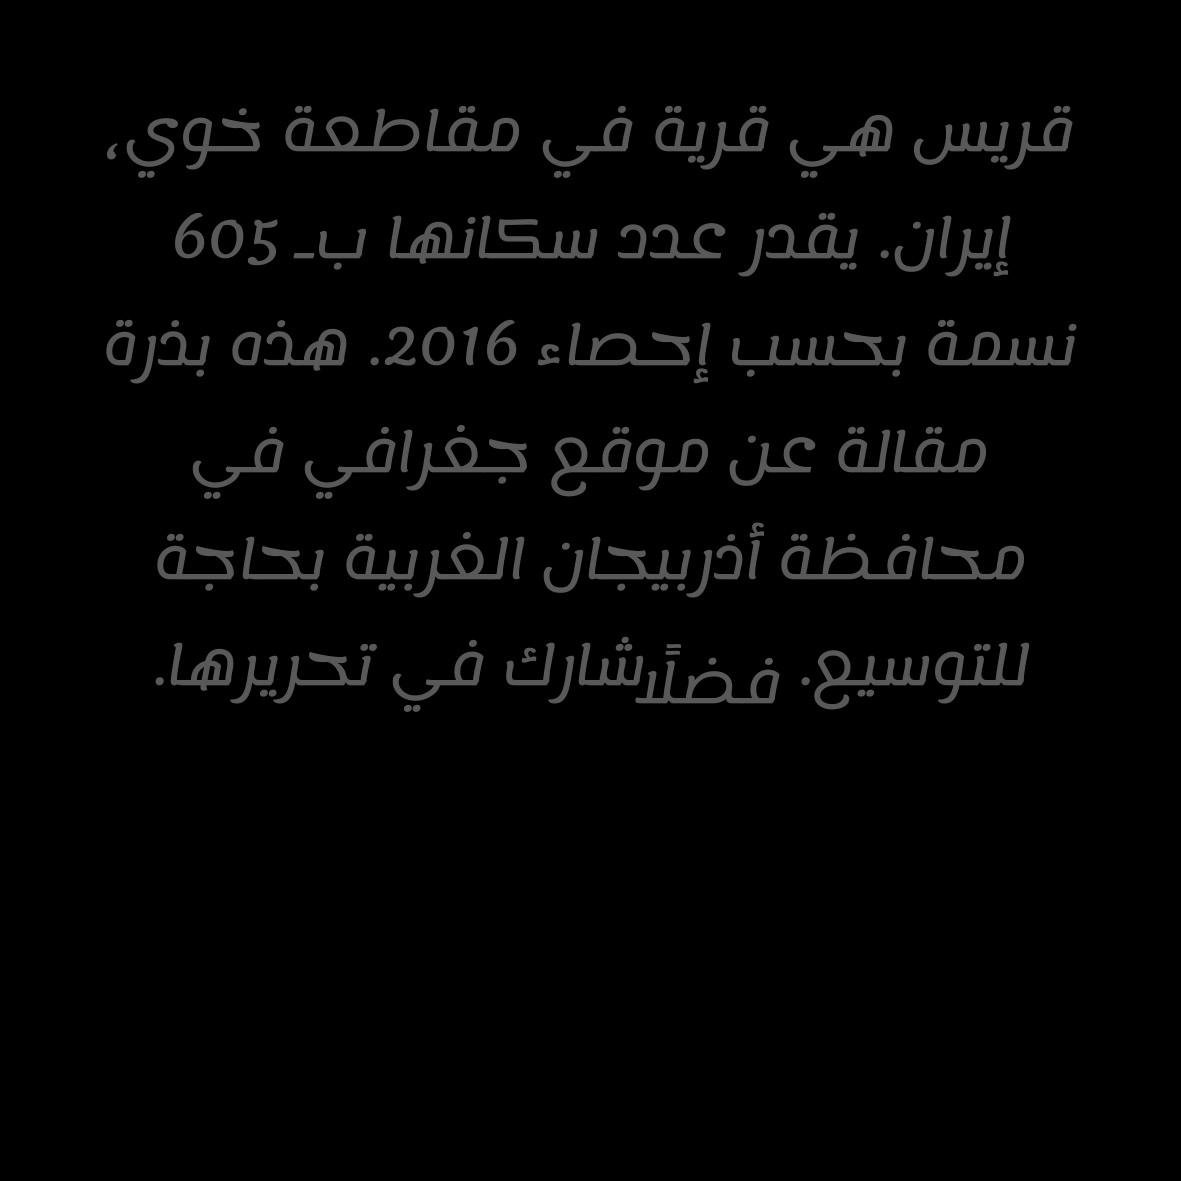 قريس هي قرية في مقاطعة خوي،
إيران. يقدر عدد سكانها بـ 605
نسمة بحسب إحصاء 2016. هذه بذرة
مقالة عن موقع جغرافي في
محافظة أذربيجان الغربية بحاجة
للتوسيع. فضلًا شارك في تحريرها.